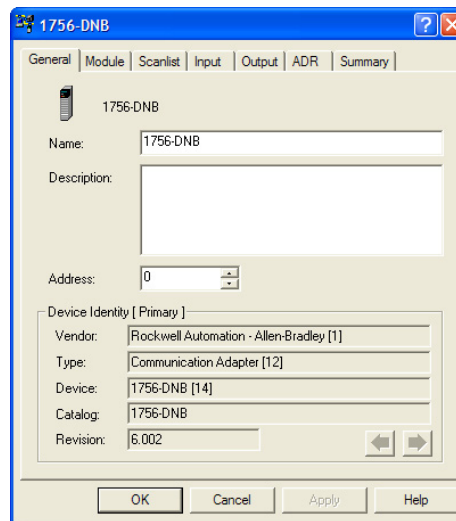 1756-DNB
General Module Scanlist Input Output ADR Summary
1756-DNB
Name: 1756-DNB
Description:
Address: 0
Device Identity [ Primary ]
Vendor: Rockwell Automation - Allen-Bradley [1]
Type: Communication Adapter [12]
Device: 1756-DNB [14]
Catalog: 1756-DNB
Revision: 6.002
OK Cancel Apply Help